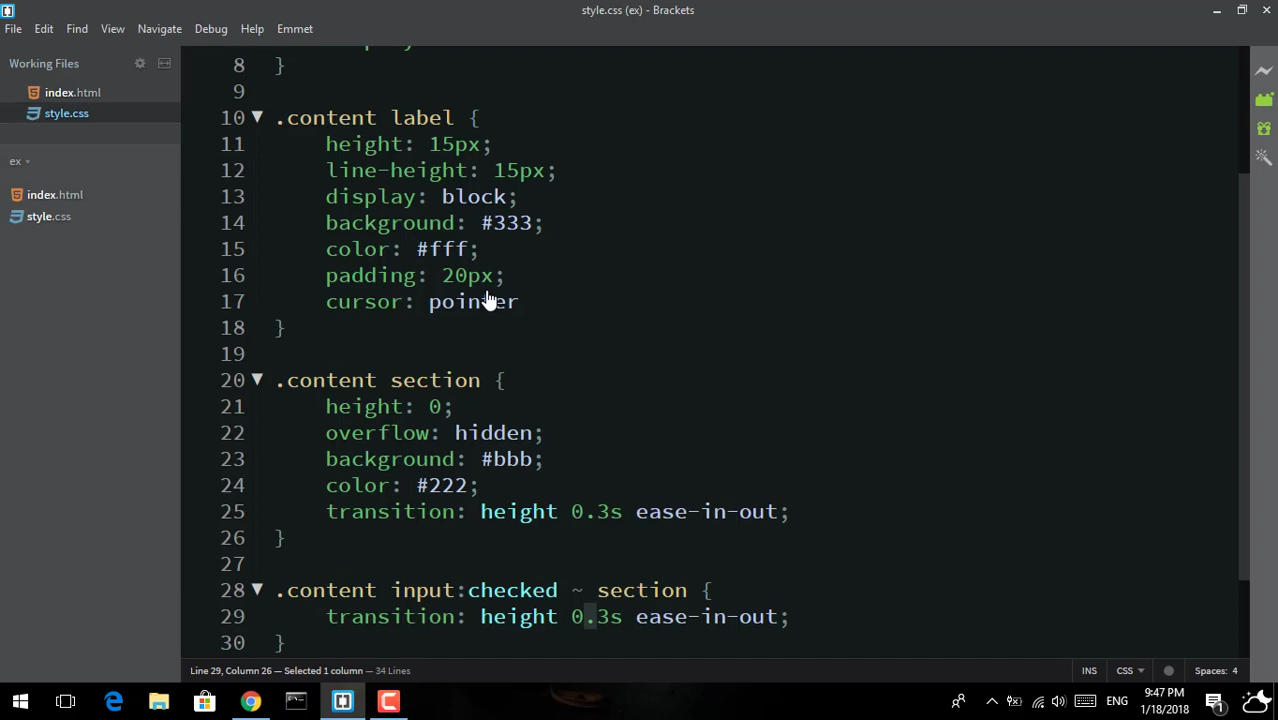 style.css (ex) - Brackets
File Edit Find View Navigate Debug Help Emmet
Working Files
index.html
style.css
ex
index.html
style.css
8 }
9
10 .content label {
11 height: 15px;
12 line-height: 15px;
13 display: block;
14 background: #333;
15 color: #fff;
16 padding: 20px;
17 cursor: pointer
18 }
19
20 .content section {
21 height: 0;
22 overflow: hidden;
23 background: #bbb;
24 color: #222;
25 transition: height 0.3s ease-in-out;
26 }
27
28 .content input:checked ~ section {
29 transition: height 0.3s ease-in-out;
30 }
Line 29, Column 26 — Selected 1 column — 34 Lines
INS CSS Spaces: 4
ENG
9:47 PM
1/18/2018
1